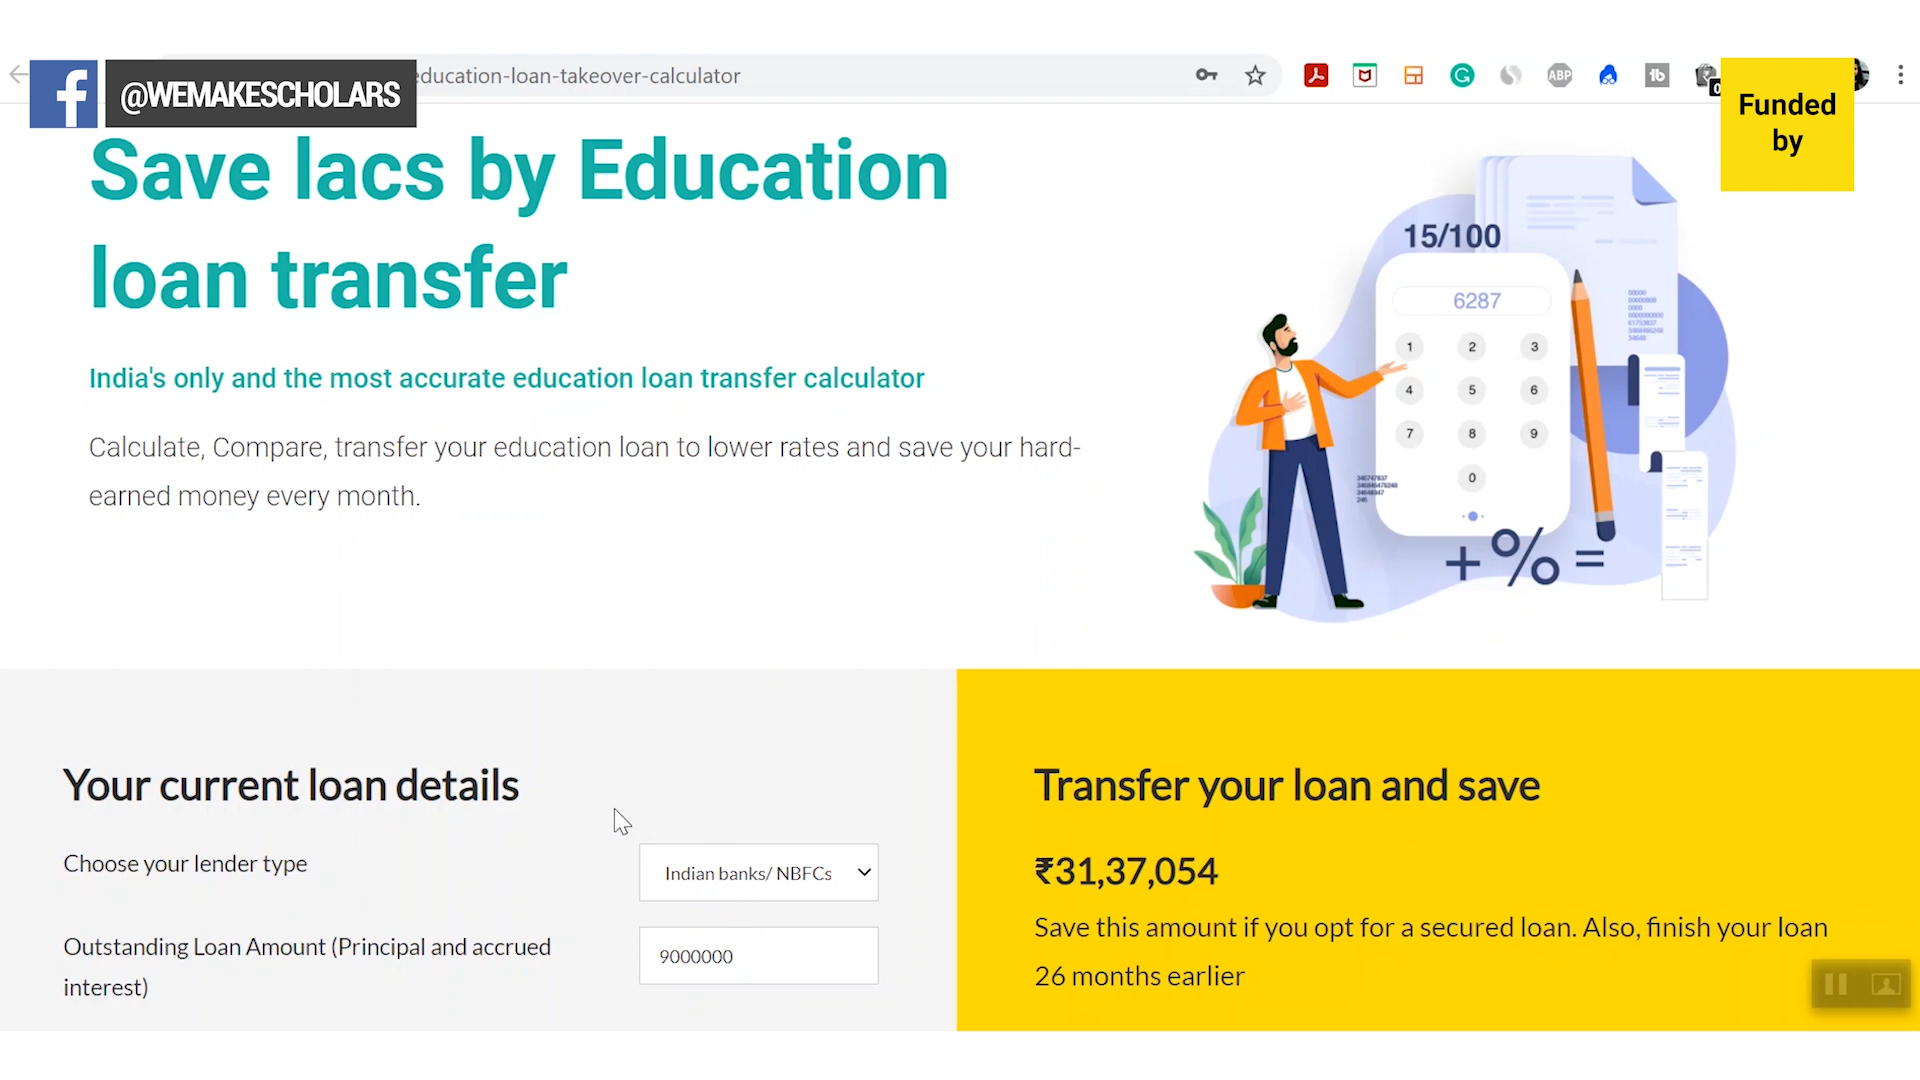 f @WEMAKESCHOLARS
education-loan-takeover-calculator
ABP
Funded
by
Save lacs by Education
loan transfer
India's only and the most accurate education loan transfer calculator
Calculate, Compare, transfer your education loan to lower rates and save your hard-
earned money every month.
15/100
6287
1 2 3
4 5 6
7 8 9
0
+ % =
Your current loan details
Choose your lender type
Indian banks/ NBFCs
Outstanding Loan Amount (Principal and accrued
interest)
9000000
Transfer your loan and save
₹31,37,054
Save this amount if you opt for a secured loan. Also, finish your loan
26 months earlier